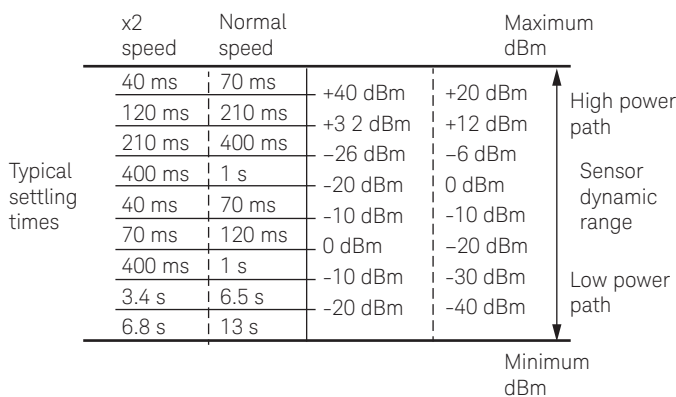 x2 speed
Normal speed
Maximum dBm
40 ms 70 ms
+40 dBm +20 dBm
High power path
120 ms 210 ms
+3 2 dBm +12 dBm
210 ms 400 ms
–26 dBm –6 dBm
Typical settling times
400 ms 1 s
-20 dBm 0 dBm
Sensor dynamic range
40 ms 70 ms
-10 dBm -10 dBm
70 ms 120 ms
0 dBm –20 dBm
400 ms 1 s
-10 dBm -30 dBm
Low power path
3.4 s 6.5 s
-20 dBm -40 dBm
6.8 s 13 s
Minimum dBm